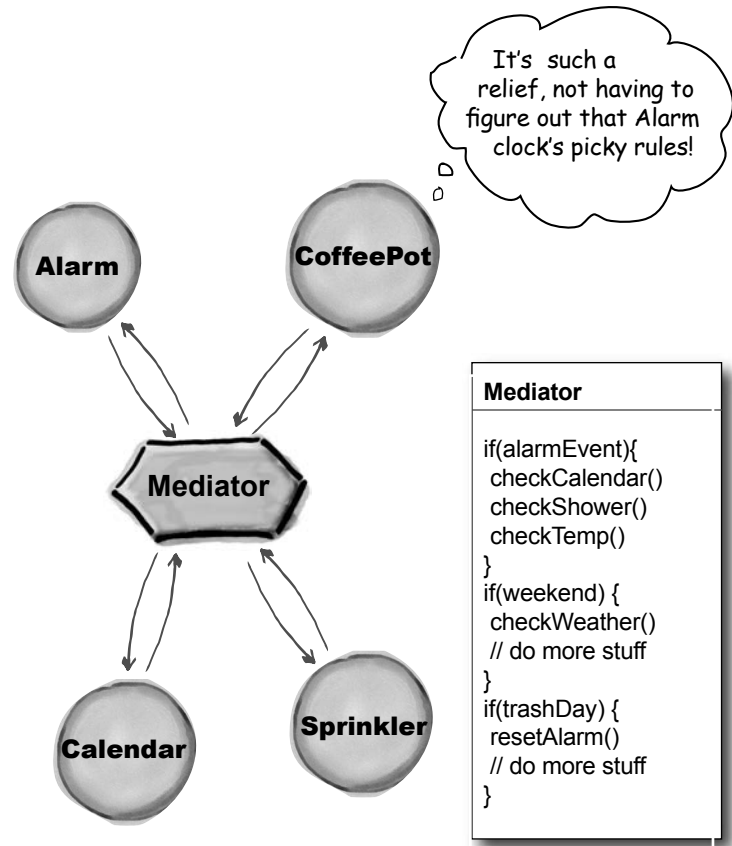 It's such a
relief, not having to
figure out that Alarm
clock's picky rules!
Alarm
CoffeePot
Mediator
Calendar
Sprinkler
Mediator
if(alarmEvent){
checkCalendar()
checkShower()
checkTemp()
}
if(weekend) {
checkWeather()
// do more stuff
}
if(trashDay) {
resetAlarm()
// do more stuff
}